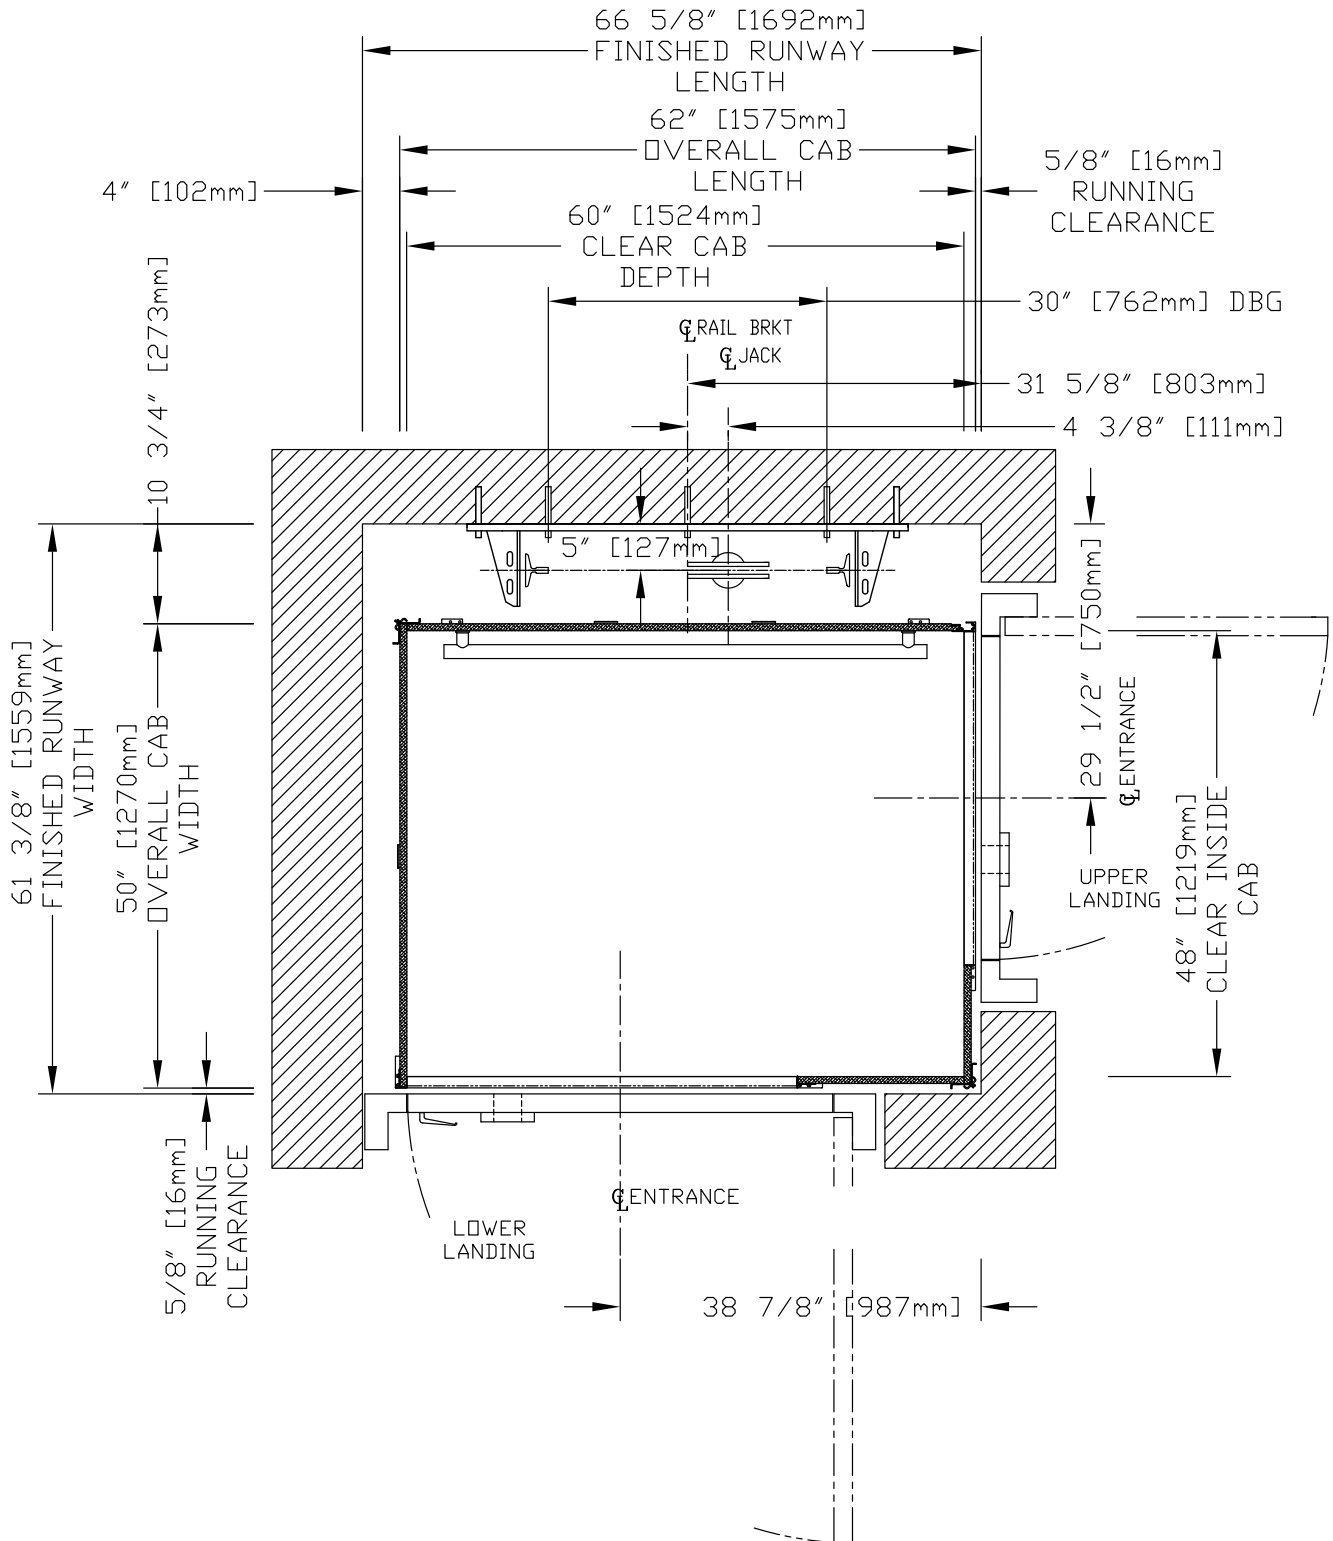 66 5/8" [1692mm]
FINISHED RUNWAY
LENGTH
62" [1575mm]
OVERALL CAB
LENGTH
4" [102mm]
5/8" [16mm]
RUNNING
CLEARANCE
60" [1524mm]
CLEAR CAB
DEPTH
30" [762mm] DBG
℄ RAIL BRKT
℄ JACK
31 5/8" [803mm]
4 3/8" [111mm]
10 3/4" [273mm]
5" [127mm]
29 1/2" [750mm]
℄ ENTRANCE
UPPER
LANDING
48" [1219mm]
CLEAR INSIDE
CAB
61 3/8" [1559mm]
FINISHED RUNWAY
WIDTH
50" [1270mm]
OVERALL CAB
WIDTH
5/8" [16mm]
RUNNING
CLEARANCE
℄ ENTRANCE
LOWER
LANDING
38 7/8" [987mm]